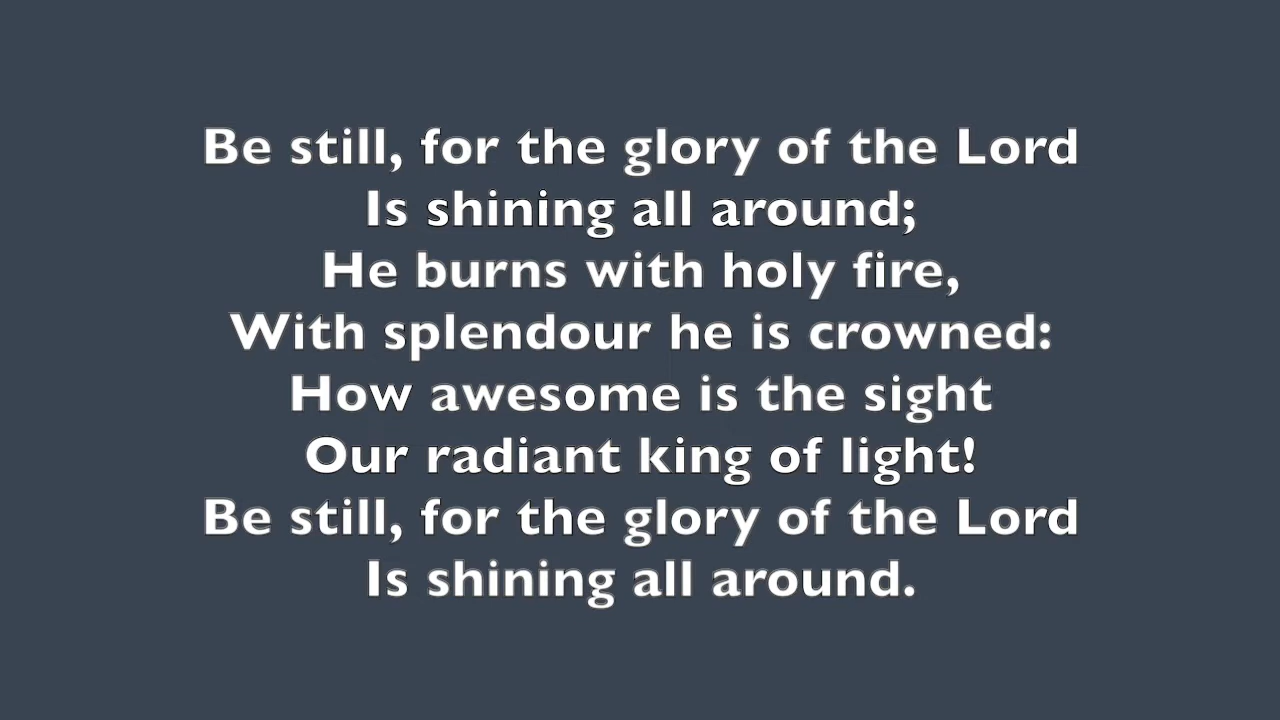 Be still, for the glory of the Lord
Is shining all around;
He burns with holy fire,
With splendour he is crowned:
How awesome is the sight
Our radiant king of light!
Be still, for the glory of the Lord
Is shining all around.